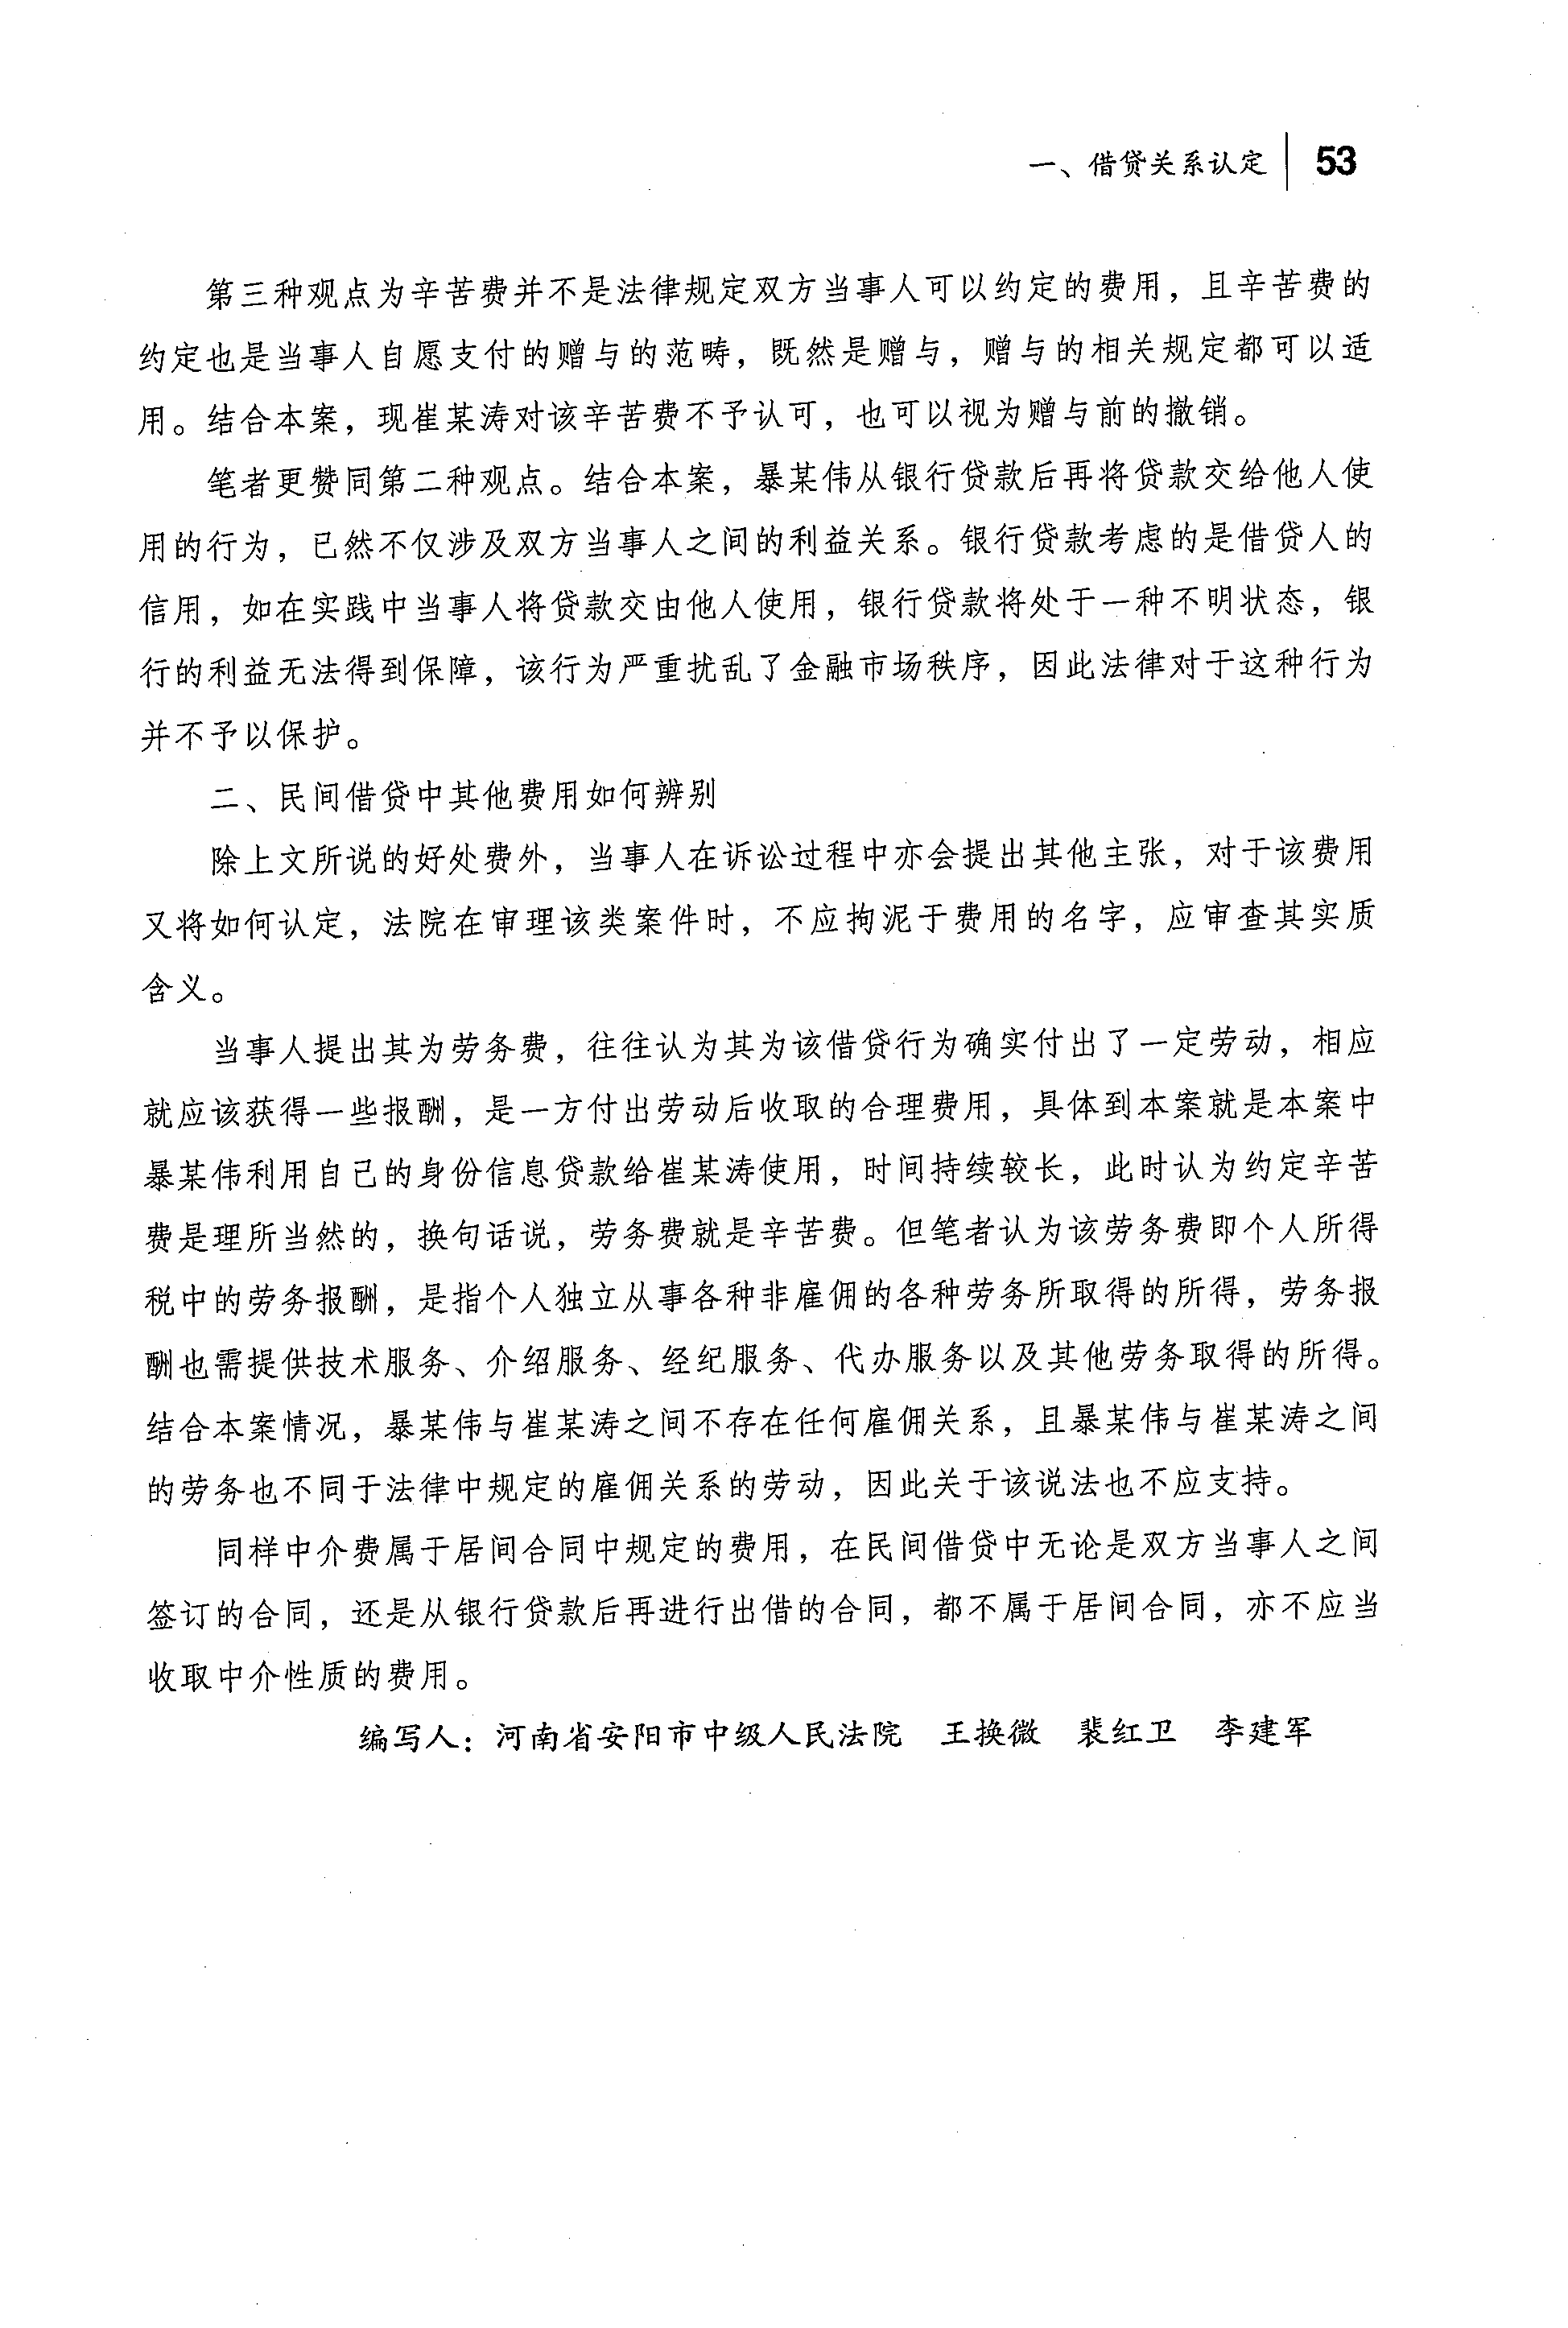 一、借贷关系认定 53
第三种观点为辛苦费并不是法律规定双方当事人可以约定的费用，且辛苦费的
约定也是当事人自愿支付的赠与的范畴，既然是赠与，赠与的相关规定都可以适
用。结合本案，现崔某涛对该辛苦费不予认可，也可以视为赠与前的撤销。
笔者更赞同第二种观点。结合本案，暴某伟从银行贷款后再将贷款交给他人使
用的行为，已然不仅涉及双方当事人之间的利益关系。银行贷款考虑的是借贷人的
信用，如在实践中当事人将贷款交由他人使用，银行贷款将处于一种不明状态，银
行的利益无法得到保障，该行为严重扰乱了金融市场秩序，因此法律对于这种行为
并不予以保护。
二、民间借贷中其他费用如何辨别
除上文所说的好处费外，当事人在诉讼过程中亦会提出其他主张，对于该费用
又将如何认定，法院在审理该类案件时，不应拘泥于费用的名字，应审查其实质
含义。
当事人提出其为劳务费，往往认为其为该借贷行为确实付出了一定劳动，相应
就应该获得一些报酬，是一方付出劳动后收取的合理费用，具体到本案就是本案中
暴某伟利用自己的身份信息贷款给崔某涛使用，时间持续较长，此时认为约定辛苦
费是理所当然的，换句话说，劳务费就是辛苦费。但笔者认为该劳务费即个人所得
税中的劳务报酬，是指个人独立从事各种非雇佣的各种劳务所取得的所得，劳务报
酬也需提供技术服务、介绍服务、经纪服务、代办服务以及其他劳务取得的所得。
结合本案情况，暴某伟与崔某涛之间不存在任何雇佣关系，且暴某伟与崔某涛之间
的劳务也不同于法律中规定的雇佣关系的劳动，因此关于该说法也不应支持。
同样中介费属于居间合同中规定的费用，在民间借贷中无论是双方当事人之间
签订的合同，还是从银行贷款后再进行出借的合同，都不属于居间合同，亦不应当
收取中介性质的费用。
编写人：河南省安阳市中级人民法院　王换微　裴红卫　李建军